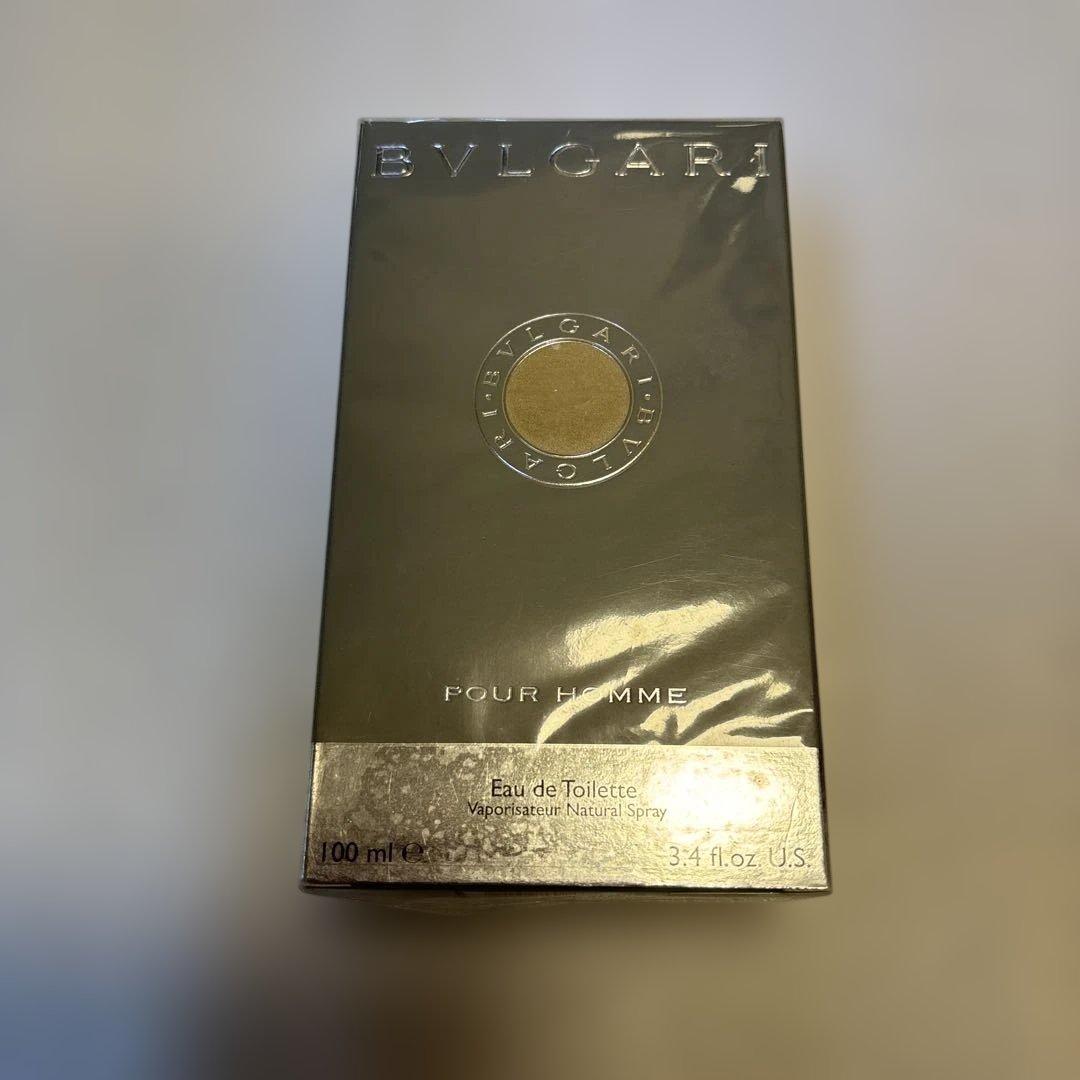 BVLGARI
BVLGARI · BVLGARI ·
POUR HOMME
Eau de Toilette
Vaporisateur Natural Spray
100 ml ℮
3.4 fl.oz. U.S.